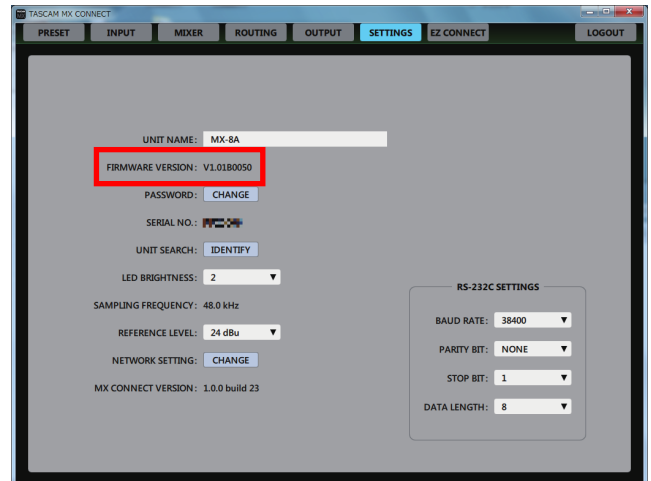 TASCAM MX CONNECT
PRESET INPUT MIXER ROUTING OUTPUT SETTINGS EZ CONNECT LOGOUT
UNIT NAME: MX-8A
FIRMWARE VERSION: V1.01B0050
PASSWORD: CHANGE
SERIAL NO.:
UNIT SEARCH: IDENTIFY
LED BRIGHTNESS: 2
SAMPLING FREQUENCY: 48.0 kHz
REFERENCE LEVEL: 24 dBu
NETWORK SETTING: CHANGE
MX CONNECT VERSION: 1.0.0 build 23
RS-232C SETTINGS
BAUD RATE: 38400
PARITY BIT: NONE
STOP BIT: 1
DATA LENGTH: 8